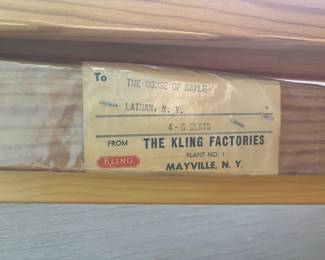 To THE HOUSE OF MAPLE
LATHAM, N. Y.
4-6 SLATS
FROM THE KLING FACTORIES
PLANT NO. 1
KLING
MAYVILLE, N. Y.